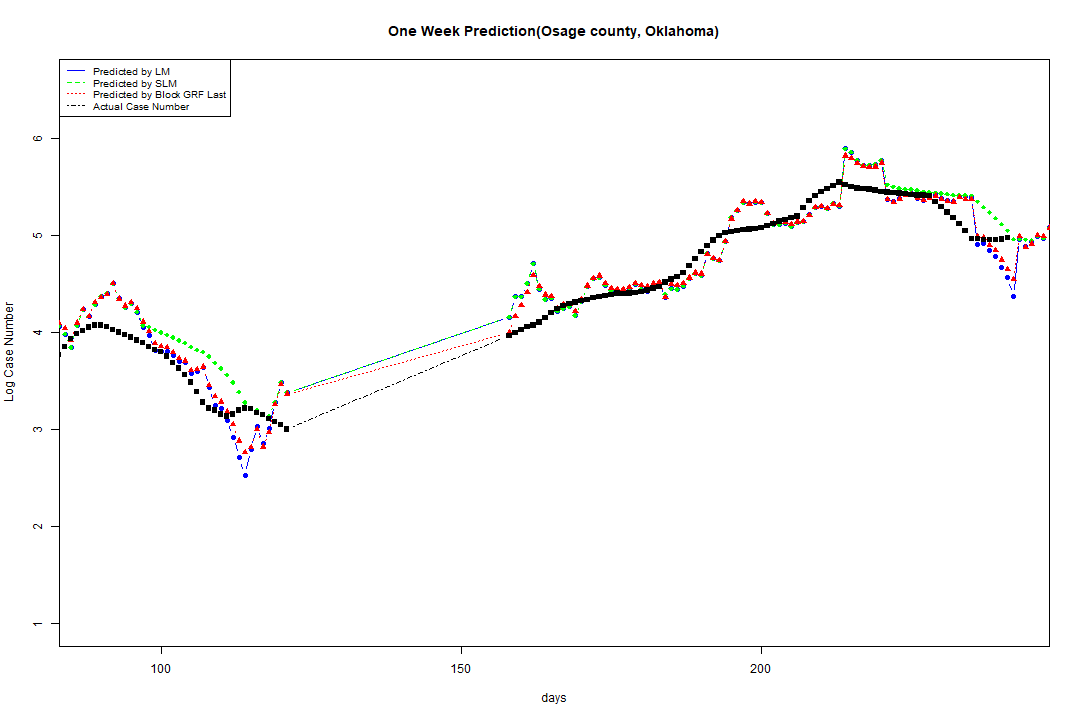 One Week Prediction(Osage county, Oklahoma)
Predicted by LM
Predicted by SLM
Predicted by Block GRF Last
Actual Case Number
6
5
4
3
2
1
Log Case Number
100 150 200
days